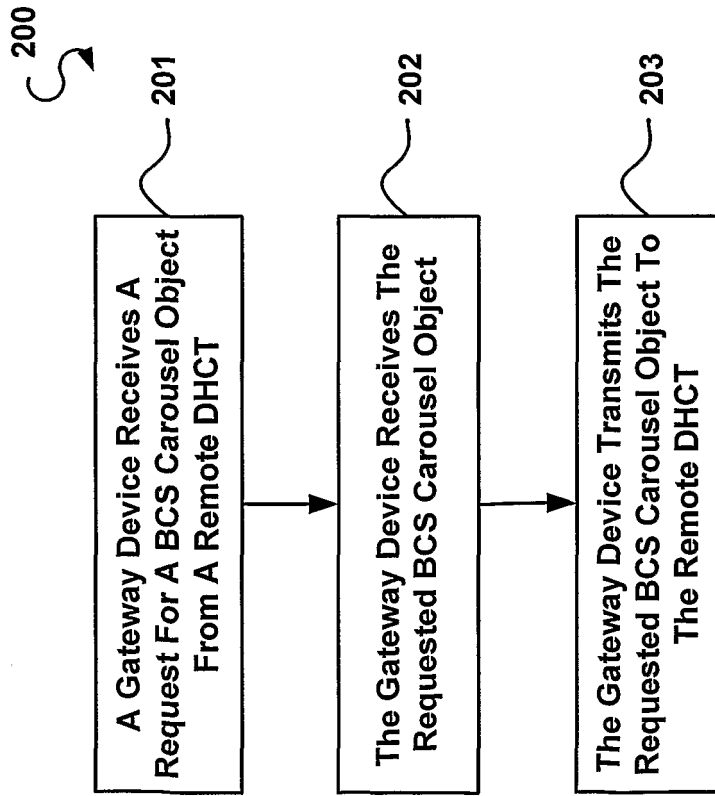 200
A Gateway Device Receives A
Request For A BCS Carousel Object
From A Remote DHCT
201
The Gateway Device Receives The
Requested BCS Carousel Object
202
The Gateway Device Transmits The
Requested BCS Carousel Object To
The Remote DHCT
203